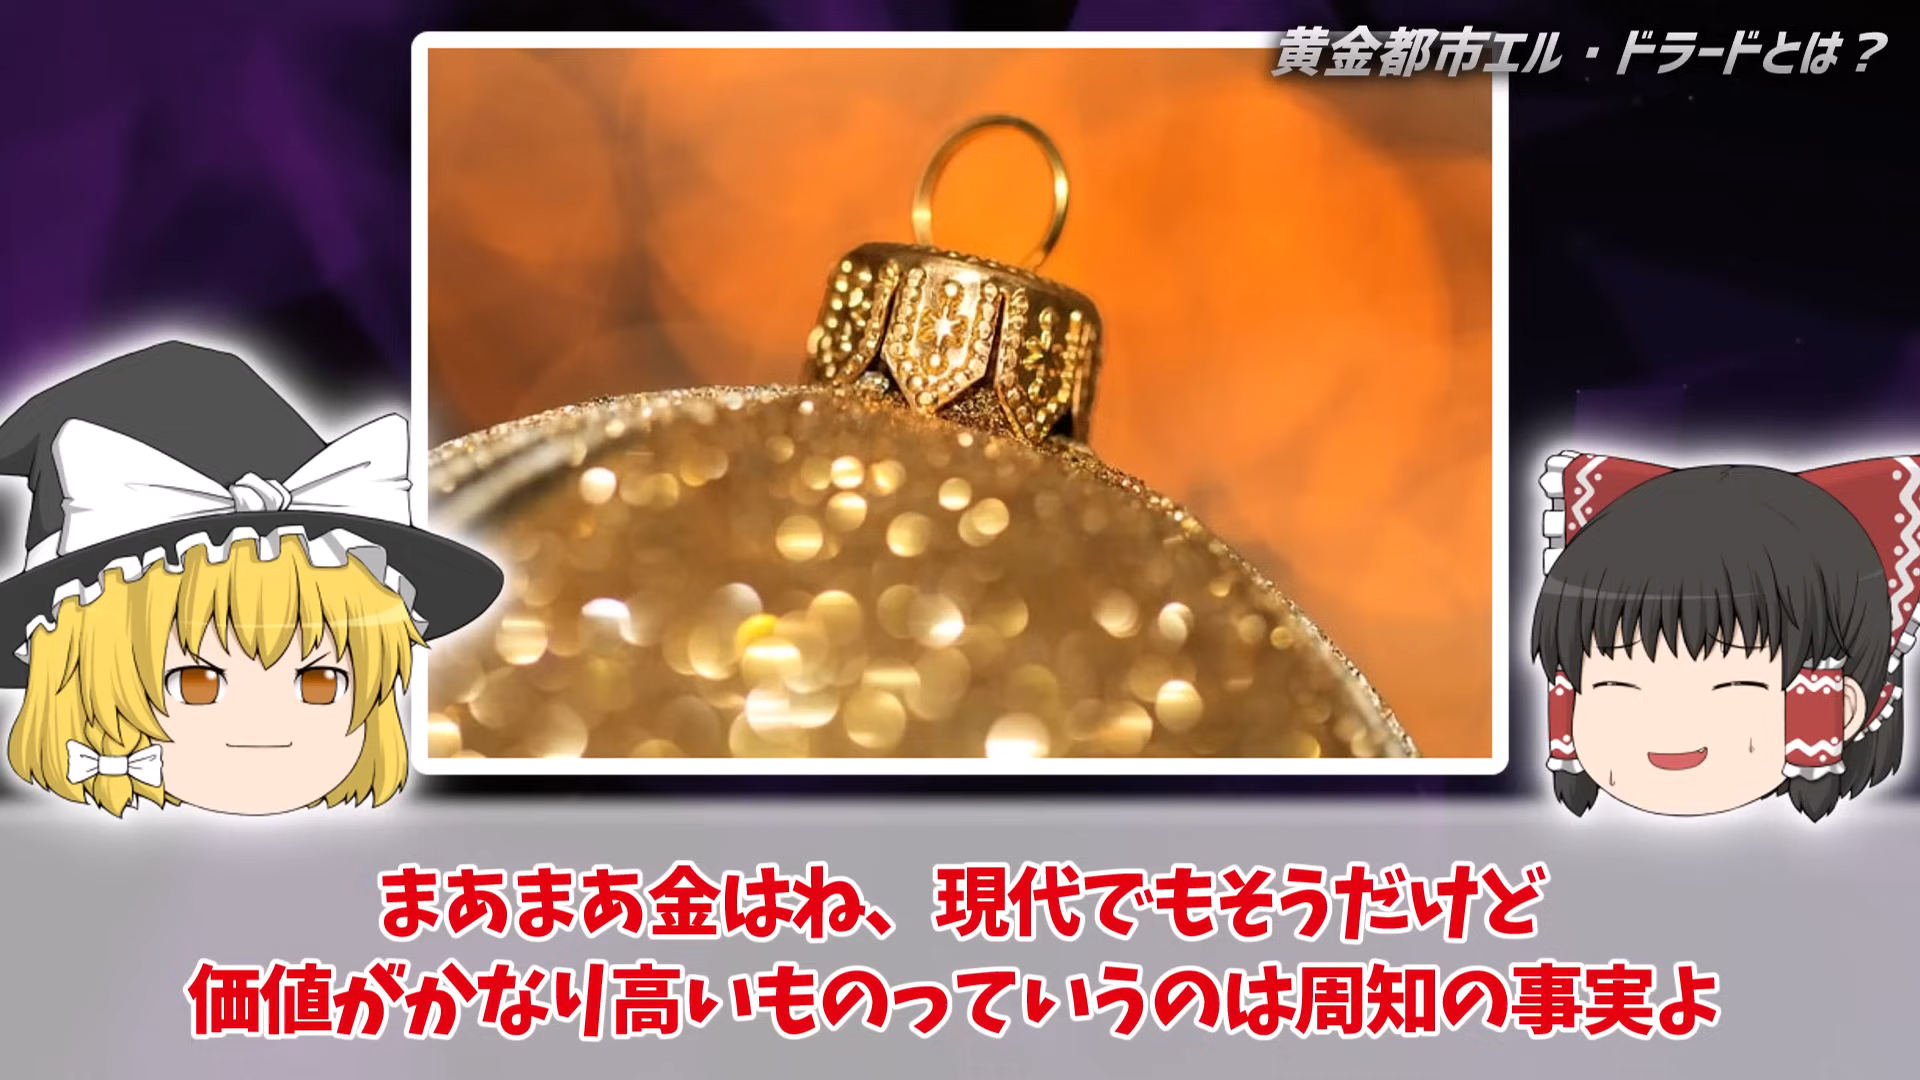 黄金都市エル・ドラードとは？
まあまあ金はね、現代でもそうだけど
価値がかなり高いものっていうのは周知の事実よ